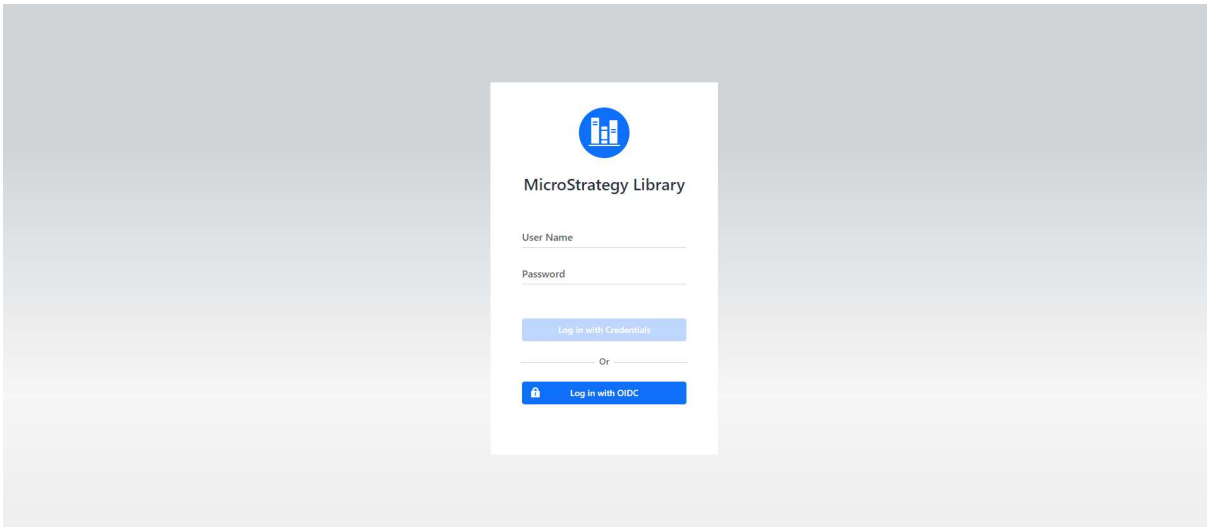 MicroStrategy Library
User Name
Password
Log in with Credentials
Or
Log in with OIDC